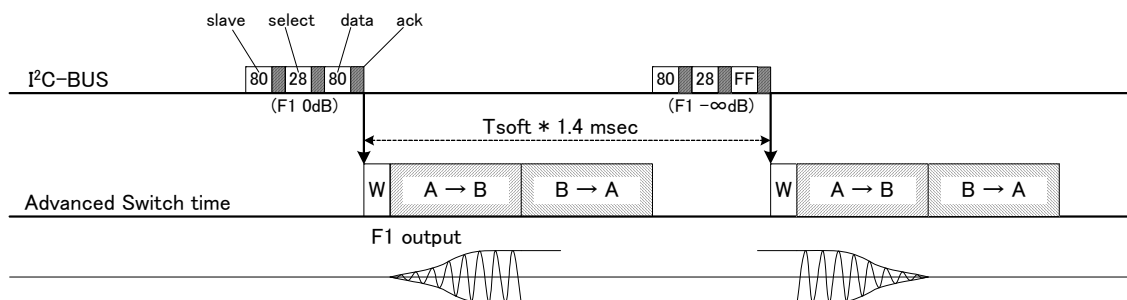 slave select data ack
I²C-BUS 80 28 80 80 28 FF
(F1 0dB) (F1 −∞dB)
Tsoft * 1.4 msec
W A → B B → A W A → B B → A
Advanced Switch time
F1 output